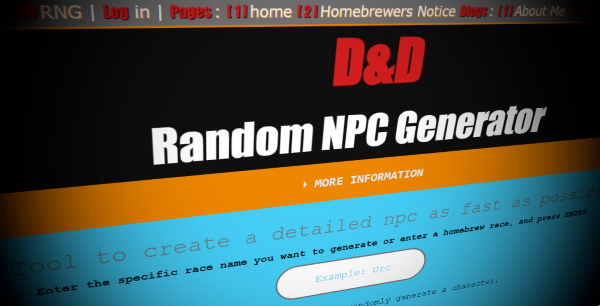 RNG | Log in | Pages : [1] home [2] Homebrewers Notice Blogs : [1] About Me
D&D
Random NPC Generator
MORE INFORMATION
Tool to create a detailed npc as fast as
Enter the specific race name you want to generate or enter a homebrew race, and press ENTER
Example: Orc
generate a character.